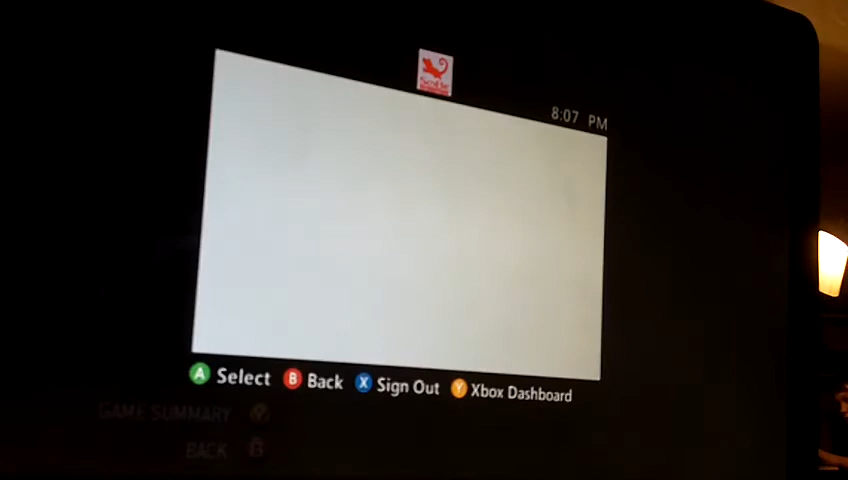 8:07 PM
A Select B Back X Sign Out Y Xbox Dashboard
GAME SUMMARY
BACK